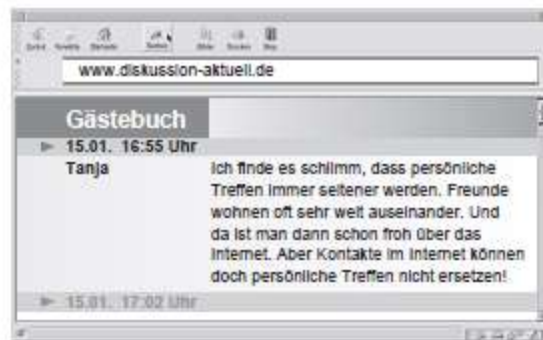 www.diskussion-aktuell.de
Gästebuch
15.01. 16:55 Uhr
Tanja
Ich finde es schlimm, dass persönliche
Treffen immer seltener werden. Freunde
wohnen oft sehr weit auseinander. Und
da ist man dann schon froh über das
Internet. Aber Kontakte im Internet können
doch persönliche Treffen nicht ersetzen!
15.01. 17:02 Uhr